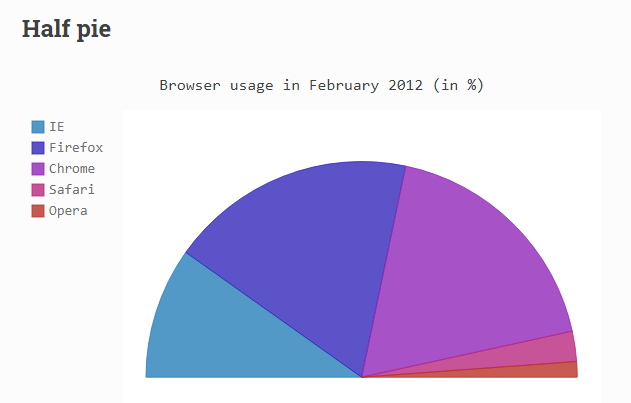 Half pie
Browser usage in February 2012 (in %)
IE
Firefox
Chrome
Safari
Opera